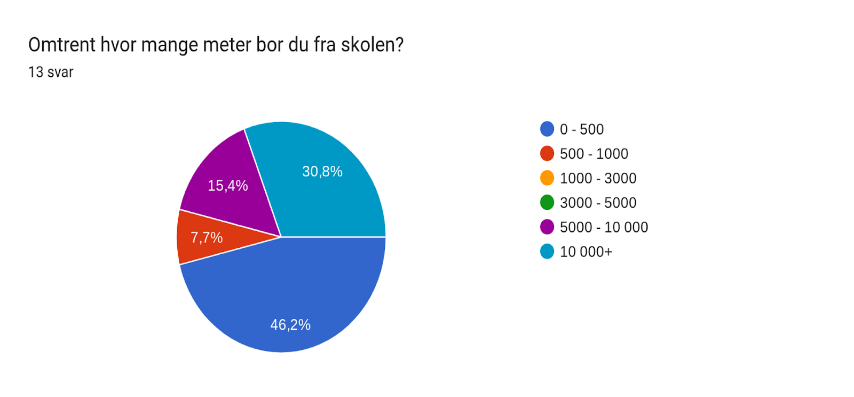 Omtrent hvor mange meter bor du fra skolen?
13 svar
0 - 500
500 - 1000
1000 - 3000
3000 - 5000
5000 - 10 000
10 000+
30,8%
15,4%
7,7%
46,2%